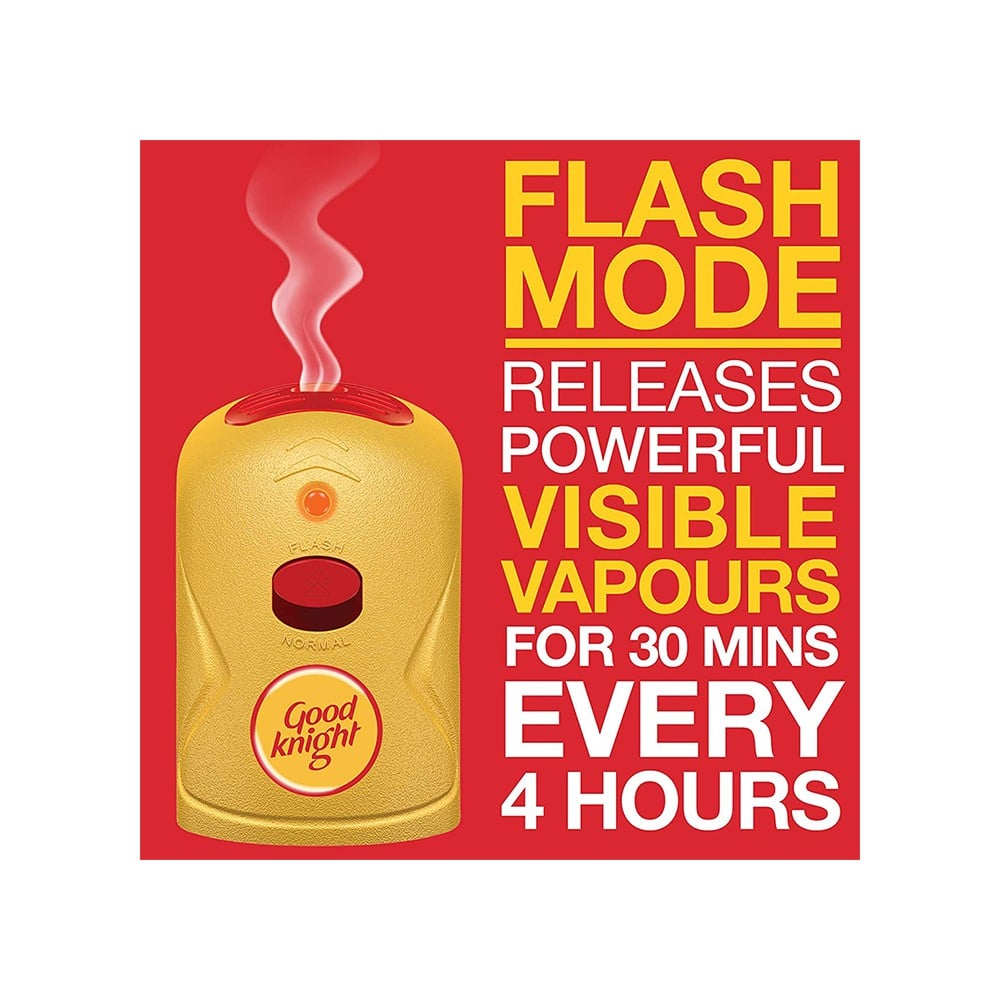 FLASH
MODE
RELEASES
POWERFUL
VISIBLE
VAPOURS
FOR 30 MINS
EVERY
4 HOURS
FLASH
NORMAL
Good
knight